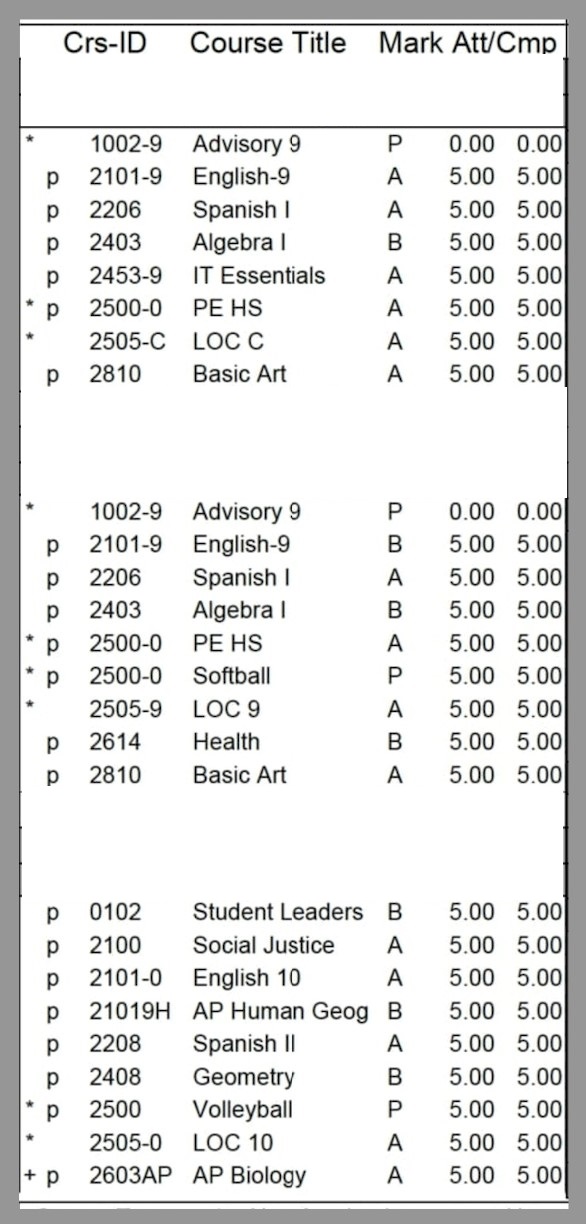 Crs-ID Course Title Mark Att/Cmp
* 1002-9 Advisory 9 P 0.00 0.00
p 2101-9 English-9 A 5.00 5.00
p 2206 Spanish I A 5.00 5.00
p 2403 Algebra I B 5.00 5.00
p 2453-9 IT Essentials A 5.00 5.00
* p 2500-0 PE HS A 5.00 5.00
* 2505-C LOC C A 5.00 5.00
p 2810 Basic Art A 5.00 5.00
* 1002-9 Advisory 9 P 0.00 0.00
p 2101-9 English-9 B 5.00 5.00
p 2206 Spanish I A 5.00 5.00
p 2403 Algebra I B 5.00 5.00
* p 2500-0 PE HS A 5.00 5.00
* p 2500-0 Softball P 5.00 5.00
* 2505-9 LOC 9 A 5.00 5.00
p 2614 Health B 5.00 5.00
p 2810 Basic Art A 5.00 5.00
p 0102 Student Leaders B 5.00 5.00
p 2100 Social Justice A 5.00 5.00
p 2101-0 English 10 A 5.00 5.00
p 21019H AP Human Geog B 5.00 5.00
p 2208 Spanish II A 5.00 5.00
p 2408 Geometry B 5.00 5.00
* p 2500 Volleyball P 5.00 5.00
* 2505-0 LOC 10 A 5.00 5.00
+ p 2603AP AP Biology A 5.00 5.00